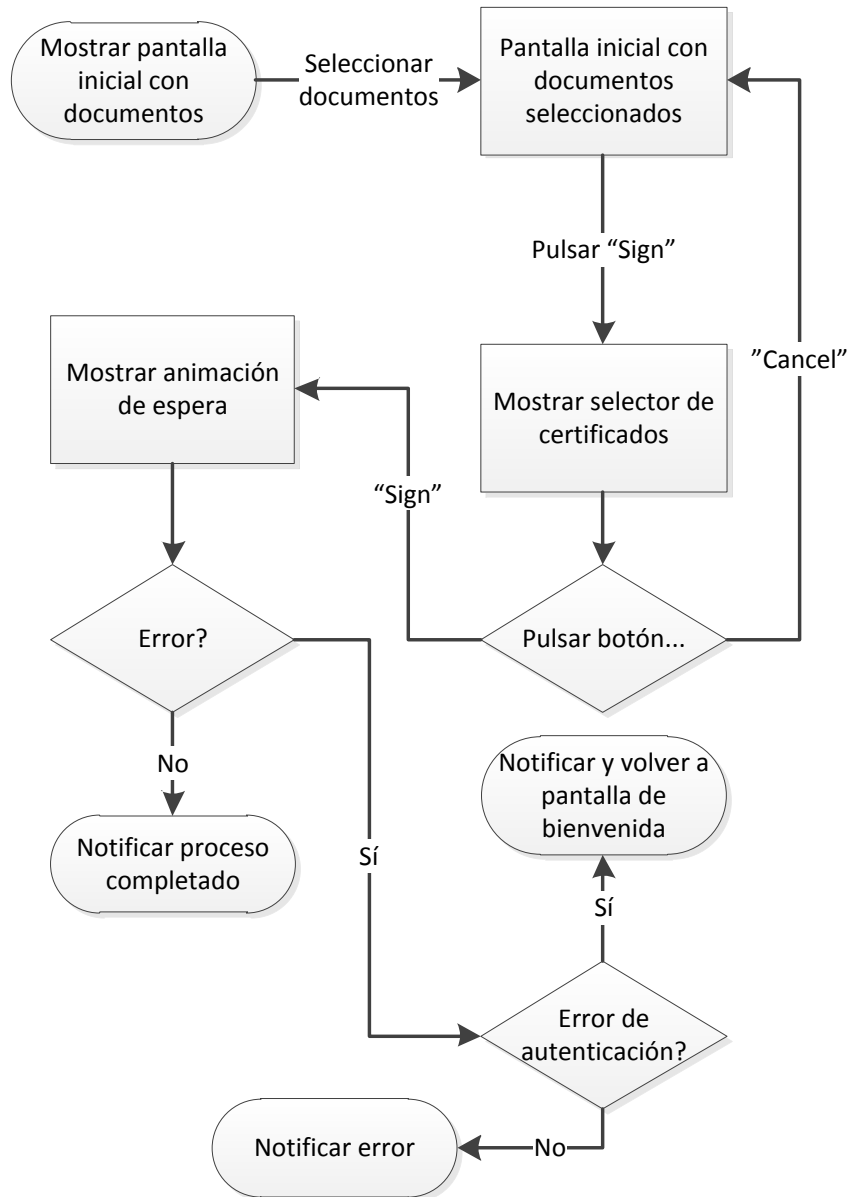 Mostrar pantalla
inicial con
documentos
Seleccionar
documentos
Pantalla inicial con
documentos
seleccionados
Pulsar “Sign”
”Cancel”
Mostrar selector de
certificados
Mostrar animación
de espera
“Sign”
Pulsar botón...
Error?
No
Notificar proceso
completado
Sí
Notificar y volver a
pantalla de
bienvenida
Sí
Error de
autenticación?
No
Notificar error